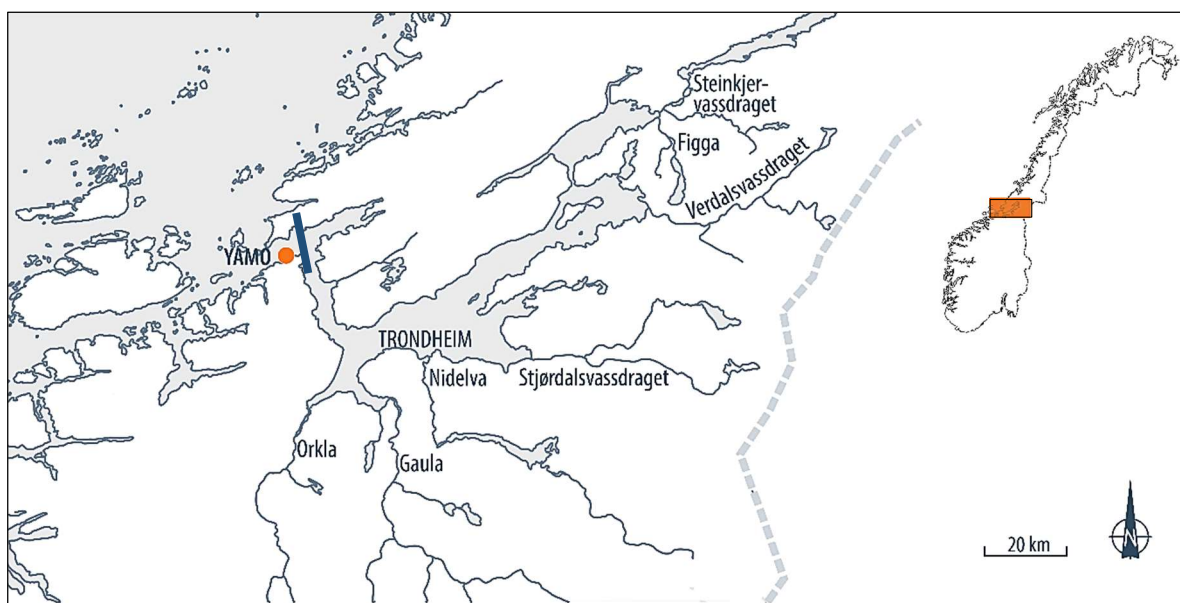 Steinkjer-
vassdraget
Figga
Verdalsvassdraget
YAMO
TRONDHEIM
Nidelva
Stjørdalsvassdraget
Orkla
Gaula
N
20 km